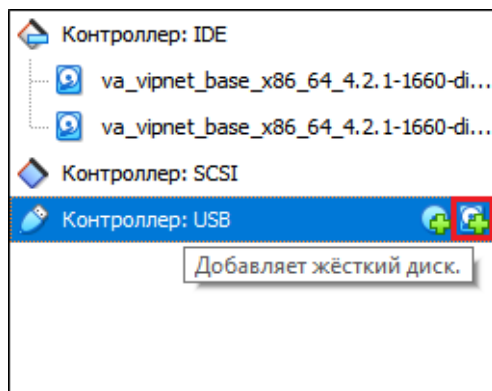 Контроллер: IDE
va_vipnet_base_x86_64_4.2.1-1660-di...
va_vipnet_base_x86_64_4.2.1-1660-di...
Контроллер: SCSI
Контроллер: USB
Добавляет жёсткий диск.